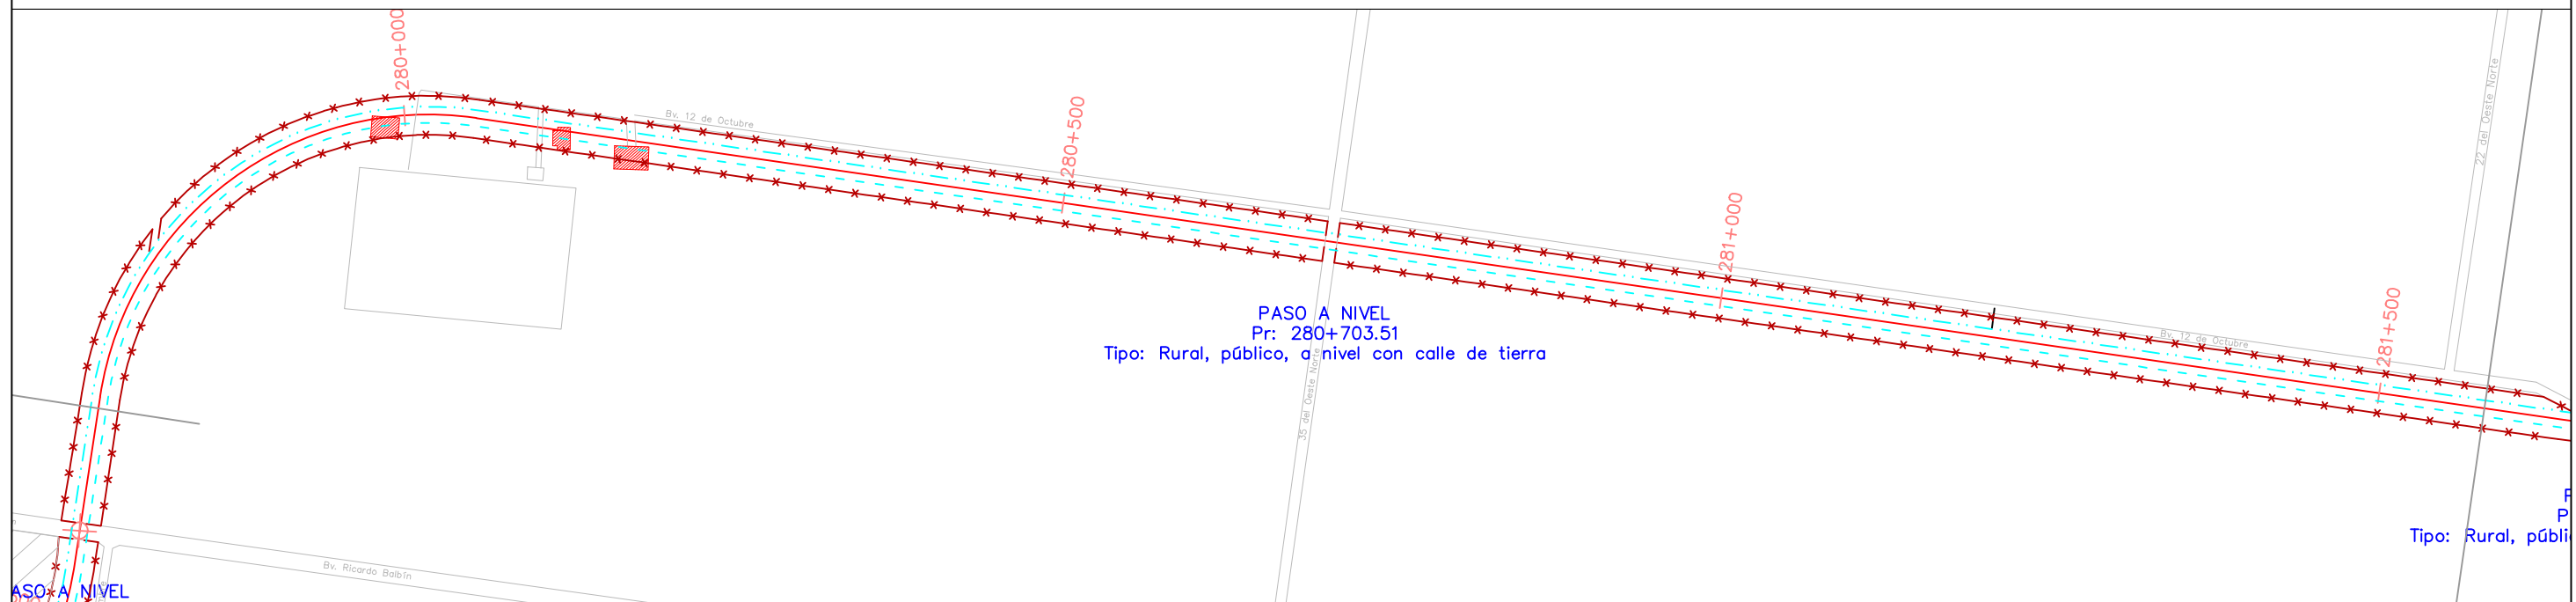 280+000
Bv. 12 de Octubre
280+500
22 del Oeste Norte
281+000
PASO A NIVEL
Pr: 280+703.51
Tipo: Rural, público, a nivel con calle de tierra
35 del Oeste Norte
Bv. 12 de Octubre
281+500
Tipo: Rural, públi
Bv. Ricardo Balbín
ASO A NIVEL